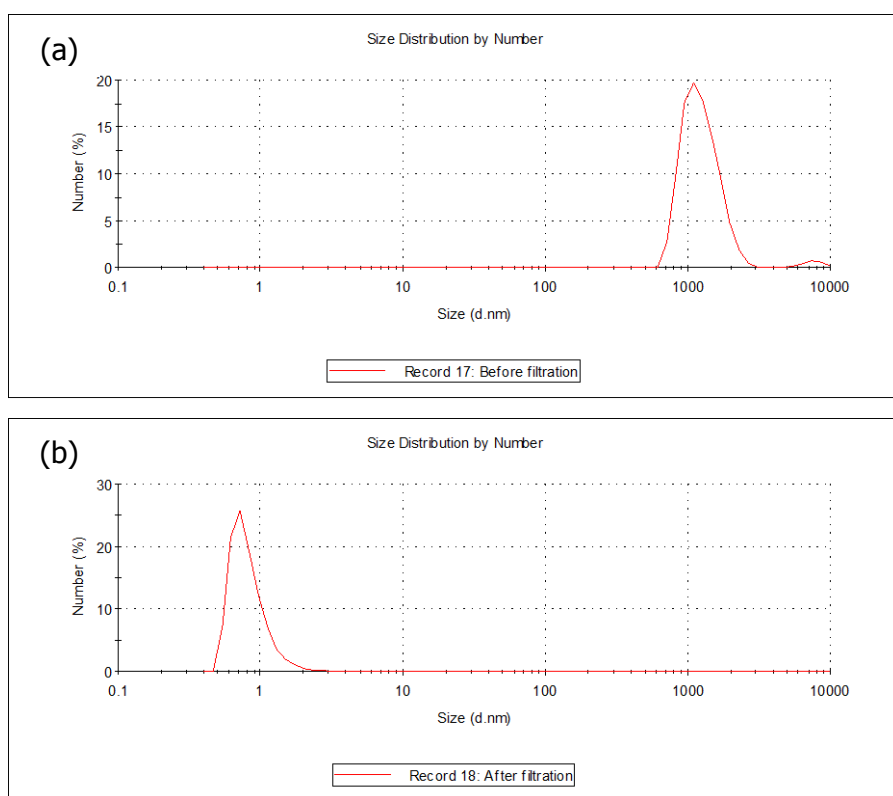 (a)
Size Distribution by Number
20
15
10
5
0
Number (%)
0.1 1 10 100 1000 10000
Size (d.nm)
Record 17: Before filtration
(b)
Size Distribution by Number
30
20
10
0
Number (%)
0.1 1 10 100 1000 10000
Size (d.nm)
Record 18: After filtration